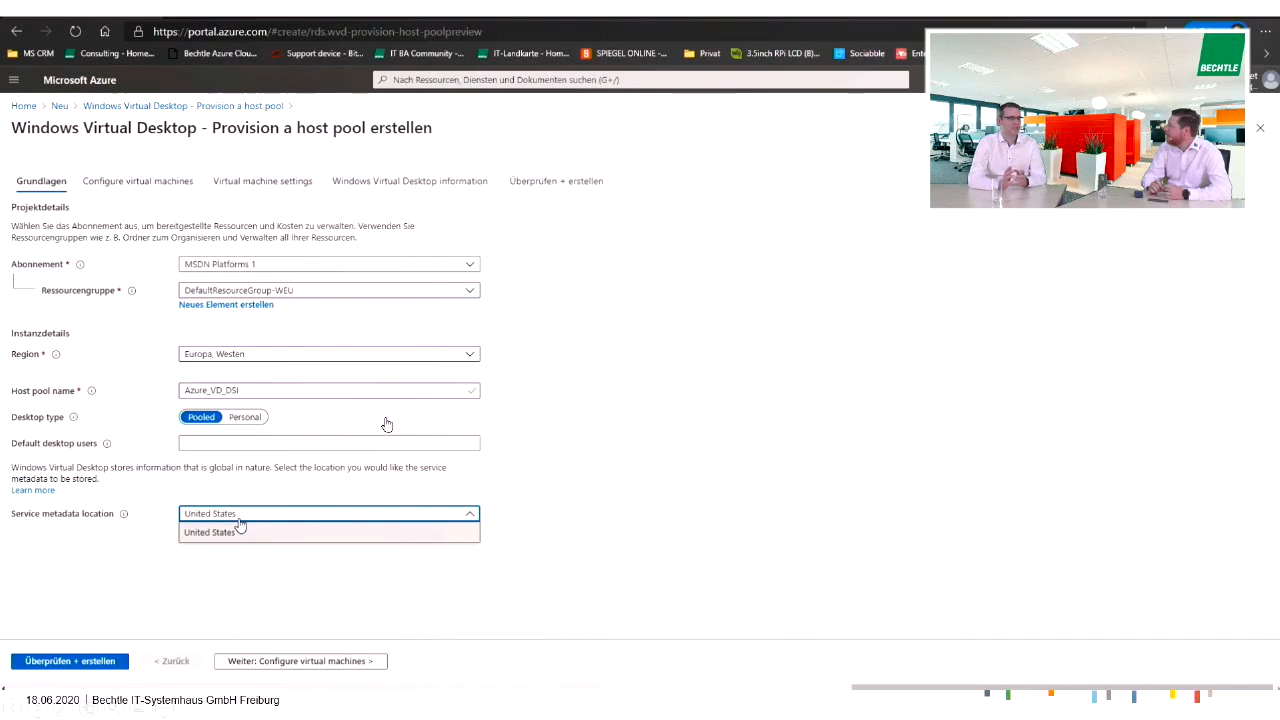 https://portal.azure.com/#create/rds.wvd-provision-host-poolpreview
MS CRM
Consulting - Home...
Bechtle Azure Cloud...
Support device - Bit...
IT BA Community -...
IT-Landkarte - Hom...
SPIEGEL ONLINE -...
Privat
3.5inch RPi LCD (B)...
Sociabble
Microsoft Azure
Nach Ressourcen, Diensten und Dokumenten suchen (G+/)
BECHTLE
Home > Neu > Windows Virtual Desktop - Provision a host pool >
Windows Virtual Desktop - Provision a host pool erstellen
Grundlagen
Configure virtual machines
Virtual machine settings
Windows Virtual Desktop information
Überprüfen + erstellen
Projektdetails
Wählen Sie das Abonnement aus, um bereitgestellte Ressourcen und Kosten zu verwalten. Verwenden Sie
Ressourcengruppen wie z. B. Ordner zum Organisieren und Verwalten all Ihrer Ressourcen.
Abonnement *
MSDN Platforms 1
Ressourcengruppe *
DefaultResourceGroup-WEU
Neues Element erstellen
Instanzdetails
Region *
Europa, Westen
Host pool name *
Azure_VD_DSI
Desktop type
Pooled
Personal
Default desktop users
Windows Virtual Desktop stores information that is global in nature. Select the location you would like the service
metadata to be stored.
Learn more
Service metadata location
United States
United States
Überprüfen + erstellen
< Zurück
Weiter: Configure virtual machines >
18.06.2020 | Bechtle IT-Systemhaus GmbH Freiburg